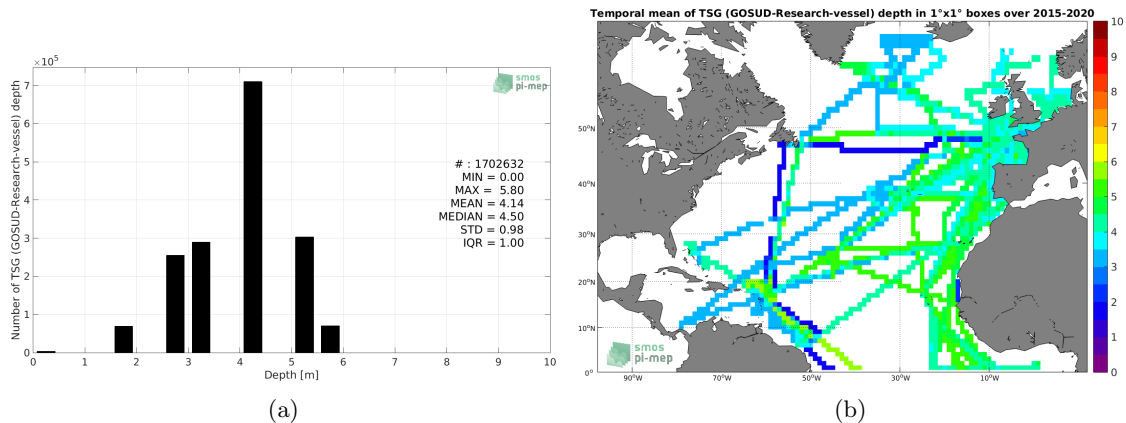 ×10⁵
7
6
5
4
3
2
1
0
Number of TSG (GOSUD-Research-vessel) depth
smos
pi-mep
# : 1702632
MIN = 0.00
MAX = 5.80
MEAN = 4.14
MEDIAN = 4.50
STD = 0.98
IQR = 1.00
0 1 2 3 4 5 6 7 8 9 10
Depth [m]
(a)
Temporal mean of TSG (GOSUD-Research-vessel) depth in 1°x1° boxes over 2015-2020
50°N
40°N
30°N
20°N
10°N
0°
90°W 70°W 50°W 30°W 10°W
smos
pi-mep
10
9
8
7
6
5
4
3
2
1
0
(b)